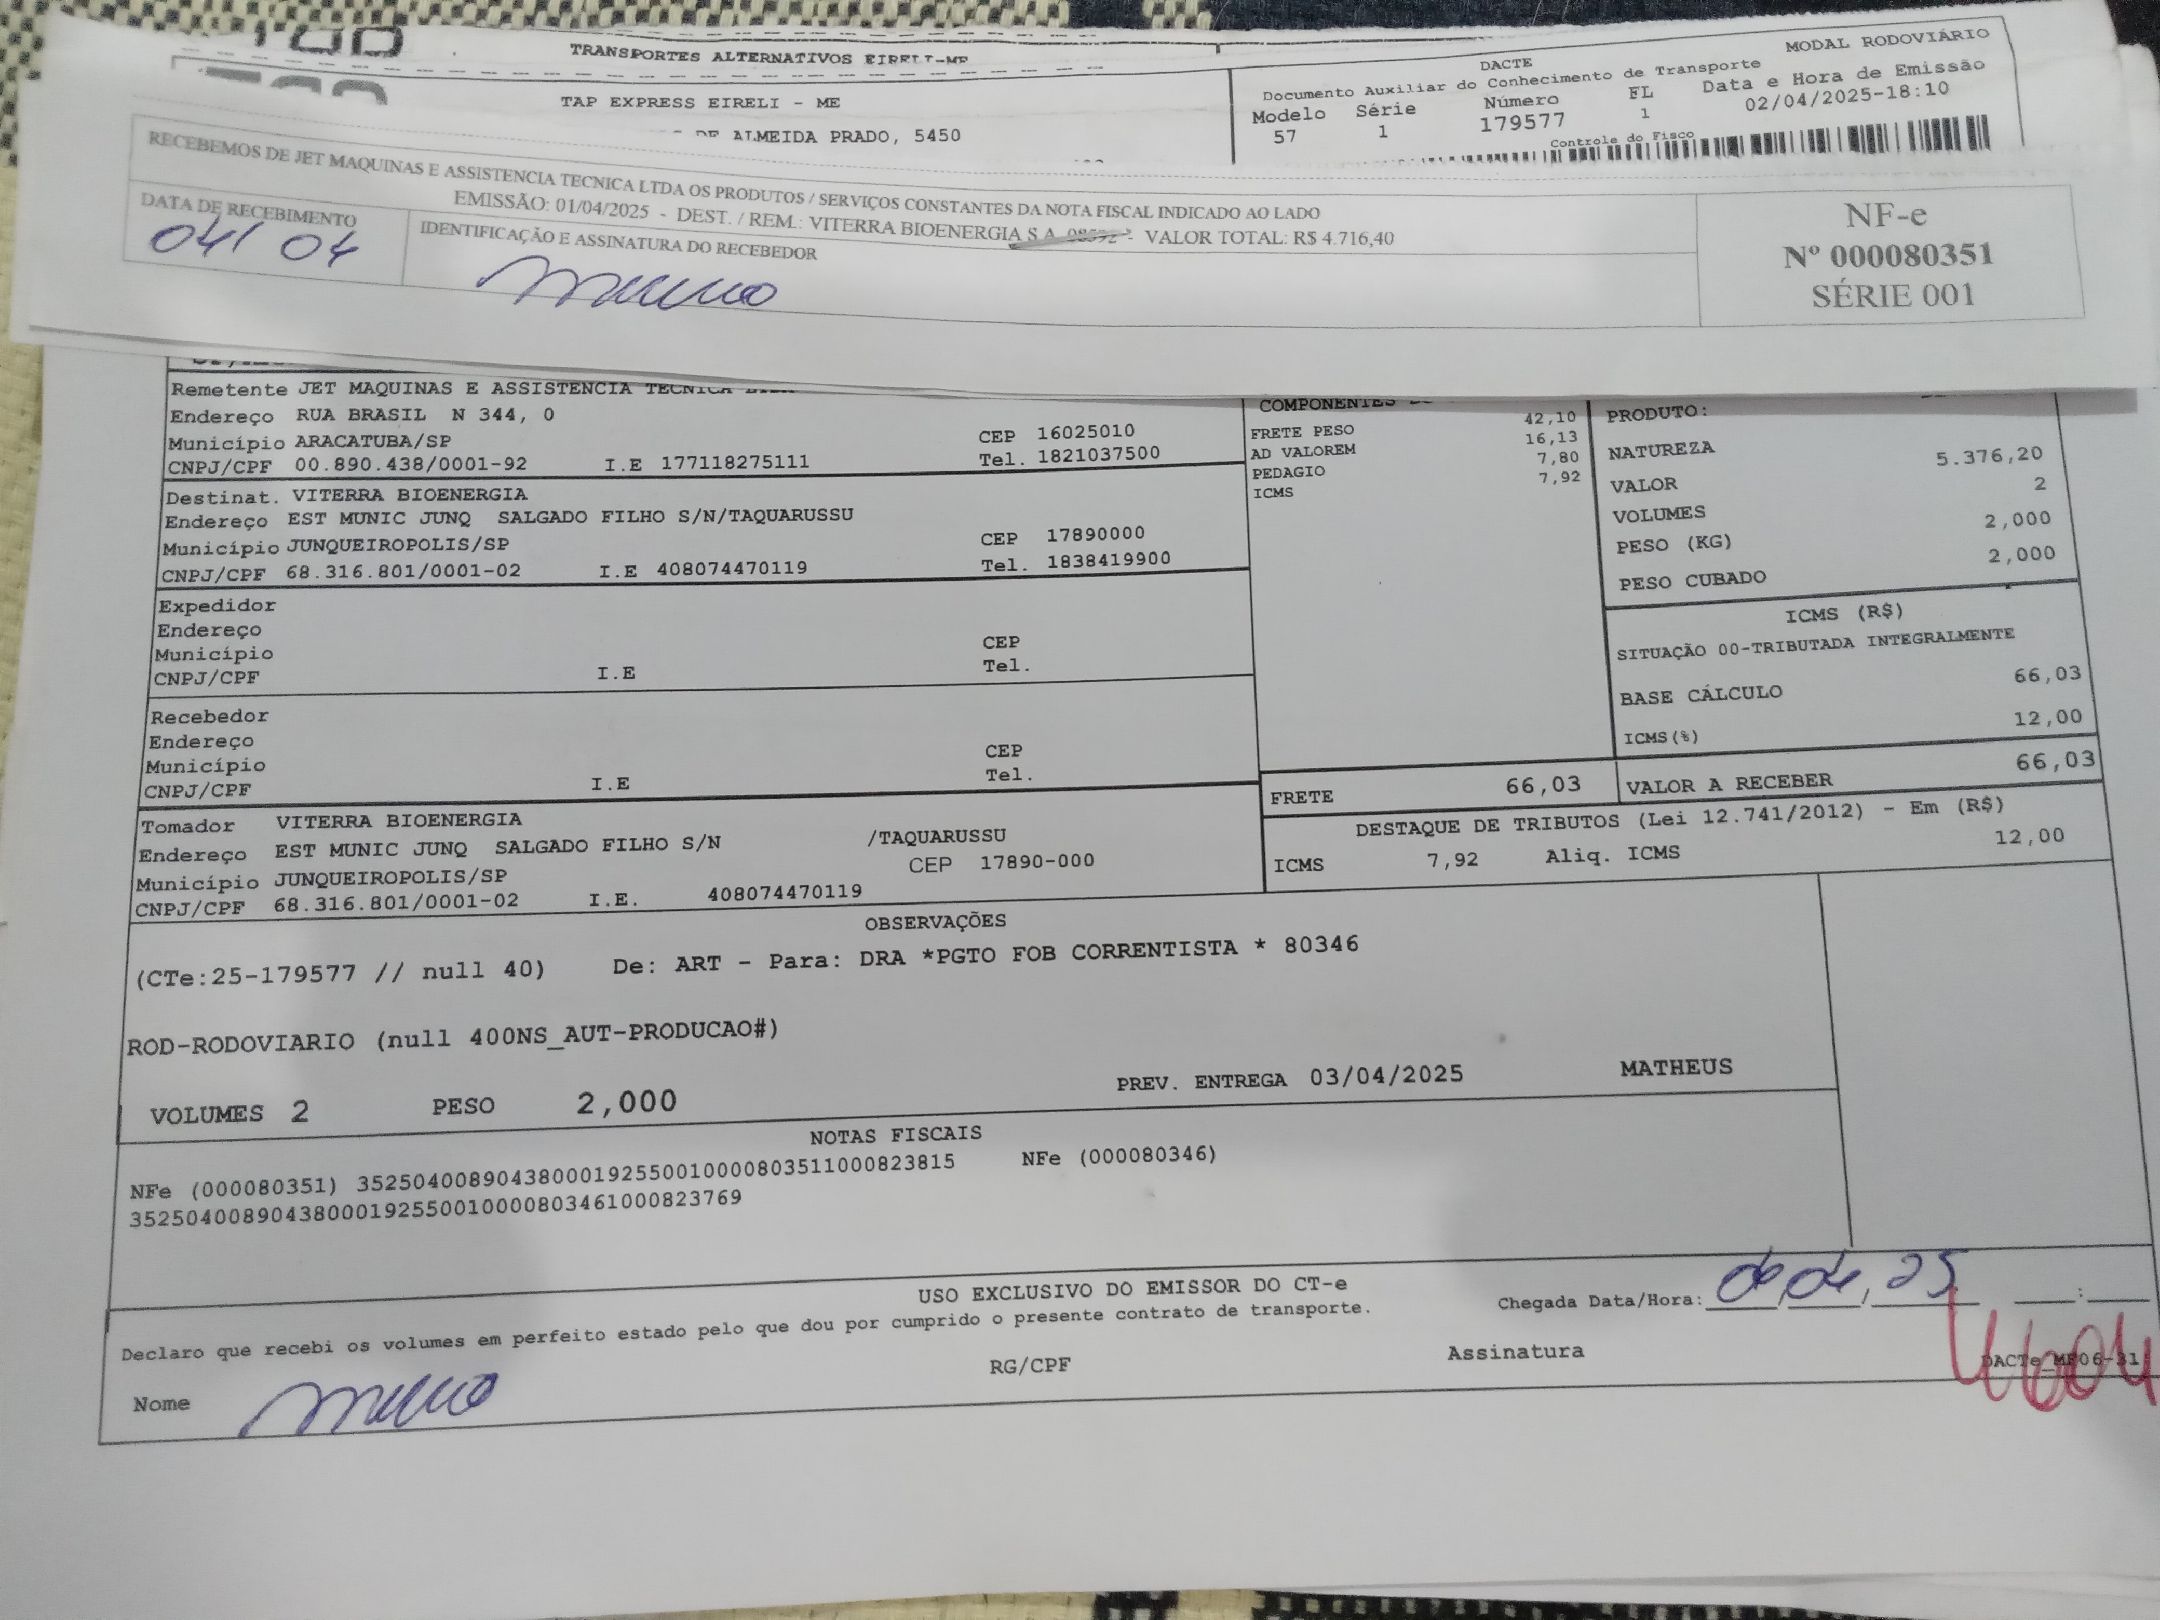 TRANSPORTES ALTERNATIVOS EIRELI-ME
TAP EXPRESS EIRELI - ME
DE ALMEIDA PRADO, 5450
MODAL RODOVIÁRIO
DACTE
Documento Auxiliar do Conhecimento de Transporte
Modelo Série Número FL Data e Hora de Emissão
57 1 179577 1 02/04/2025-18:10
Controle do Fisco
RECEBEMOS DE JET MAQUINAS E ASSISTENCIA TECNICA LTDA OS PRODUTOS / SERVIÇOS CONSTANTES DA NOTA FISCAL INDICADO AO LADO
EMISSÃO: 01/04/2025 - DEST. / REM.: VITERRA BIOENERGIA S.A. - VALOR TOTAL: R$ 4.716,40
DATA DE RECEBIMENTO
04/ 04
IDENTIFICAÇÃO E ASSINATURA DO RECEBEDOR
NF-e
Nº 000080351
SÉRIE 001
Remetente JET MAQUINAS E ASSISTENCIA TECNICA
Endereço RUA BRASIL N 344, 0
Município ARACATUBA/SP CEP 16025010
CNPJ/CPF 00.890.438/0001-92 I.E 177118275111 Tel. 1821037500
Destinat. VITERRA BIOENERGIA
Endereço EST MUNIC JUNQ SALGADO FILHO S/N/TAQUARUSSU
Município JUNQUEIROPOLIS/SP CEP 17890000
CNPJ/CPF 68.316.801/0001-02 I.E 408074470119 Tel. 1838419900
Expedidor
Endereço
Município CEP
CNPJ/CPF I.E Tel.
Recebedor
Endereço
Município CEP
CNPJ/CPF I.E Tel.
Tomador VITERRA BIOENERGIA
Endereço EST MUNIC JUNQ SALGADO FILHO S/N /TAQUARUSSU
Município JUNQUEIROPOLIS/SP CEP 17890-000
CNPJ/CPF 68.316.801/0001-02 I.E. 408074470119
COMPONENTES
FRETE PESO 42,10
AD VALOREM 16,13
PEDAGIO 7,80
ICMS 7,92
PRODUTO:
NATUREZA
VALOR 5.376,20
VOLUMES 2
PESO (KG) 2,000
PESO CUBADO 2,000
ICMS (R$)
SITUAÇÃO 00-TRIBUTADA INTEGRALMENTE
BASE CÁLCULO 66,03
ICMS(%) 12,00
FRETE 66,03 VALOR A RECEBER 66,03
DESTAQUE DE TRIBUTOS (Lei 12.741/2012) - Em (R$)
ICMS 7,92 Aliq. ICMS 12,00
OBSERVAÇÕES
(CTe:25-179577 // null 40) De: ART - Para: DRA *PGTO FOB CORRENTISTA * 80346
ROD-RODOVIARIO (null 400NS_AUT-PRODUCAO#)
VOLUMES 2 PESO 2,000 PREV. ENTREGA 03/04/2025 MATHEUS
NOTAS FISCAIS
NFe (000080351) 35250400890438000192550010000803511000823815 NFe (000080346)
35250400890438000192550010000803461000823769
USO EXCLUSIVO DO EMISSOR DO CT-e
Declaro que recebi os volumes em perfeito estado pelo que dou por cumprido o presente contrato de transporte.
Chegada Data/Hora: 04,04,25 :
Nome RG/CPF Assinatura
DACTe_MF06-31
4604